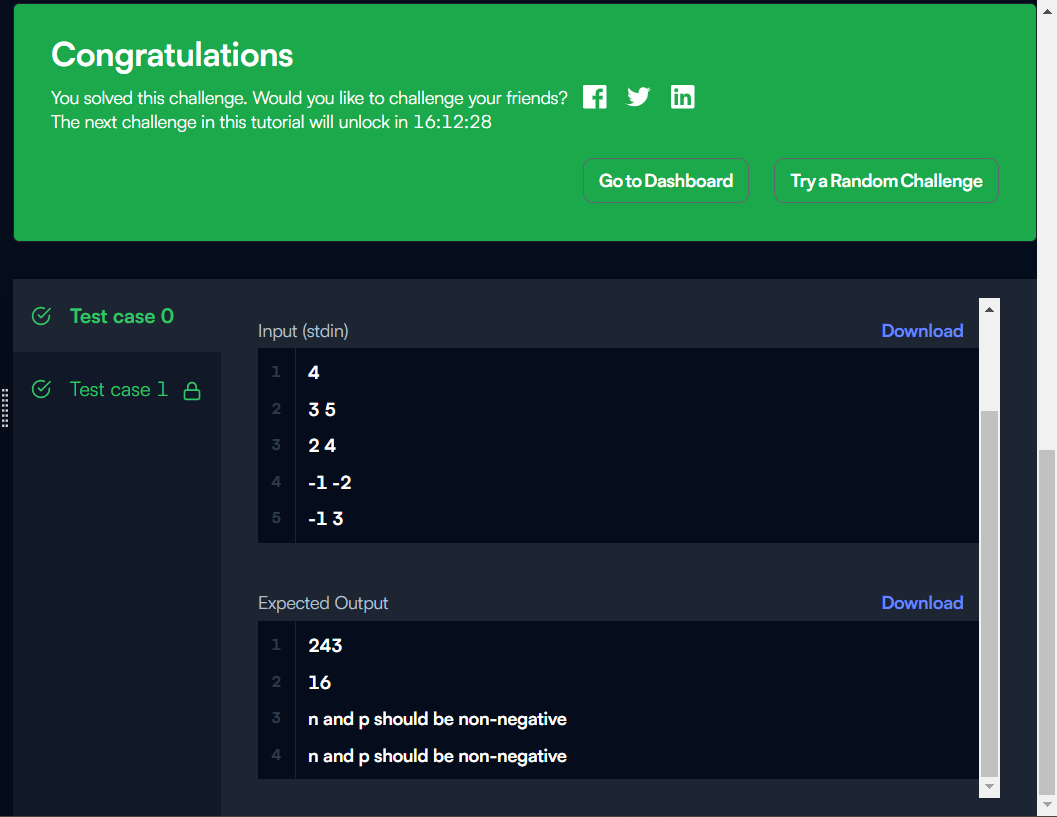 Congratulations
You solved this challenge. Would you like to challenge your friends?
The next challenge in this tutorial will unlock in 16:12:28
Go to Dashboard
Try a Random Challenge
Test case 0
Test case 1
Input (stdin)
Download
1 4
2 3 5
3 2 4
4 -1 -2
5 -1 3
Expected Output
Download
1 243
2 16
3 n and p should be non-negative
4 n and p should be non-negative